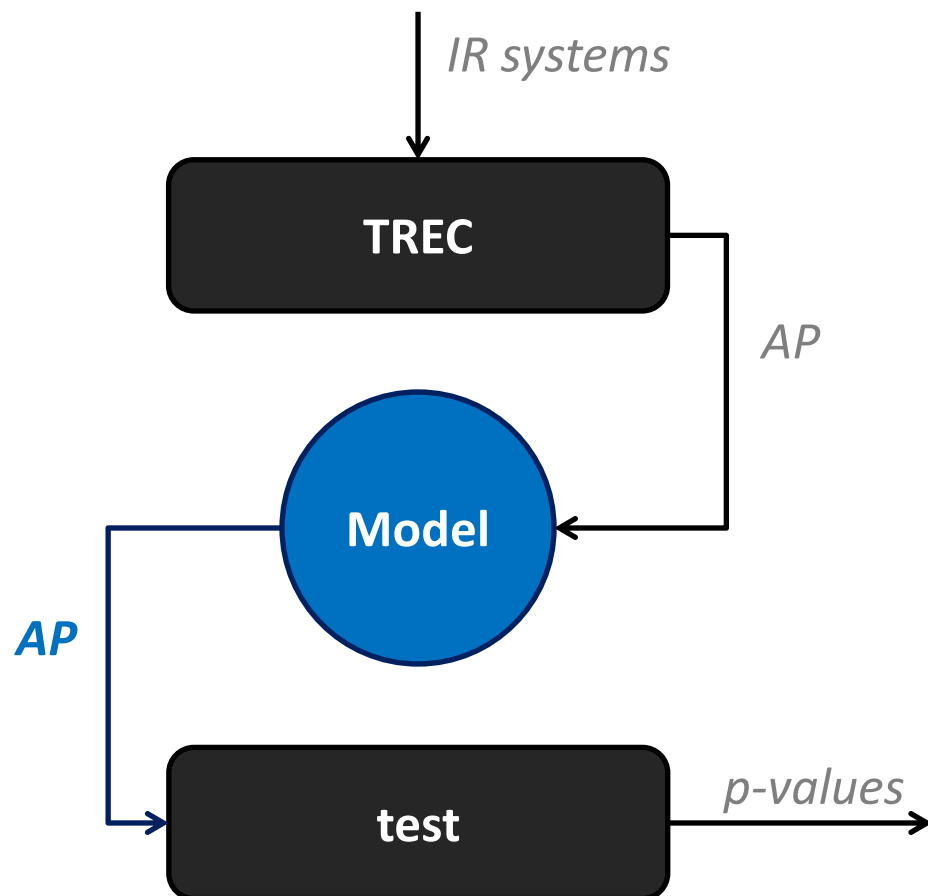 IR systems
TREC
AP
Model
AP
test
p-values